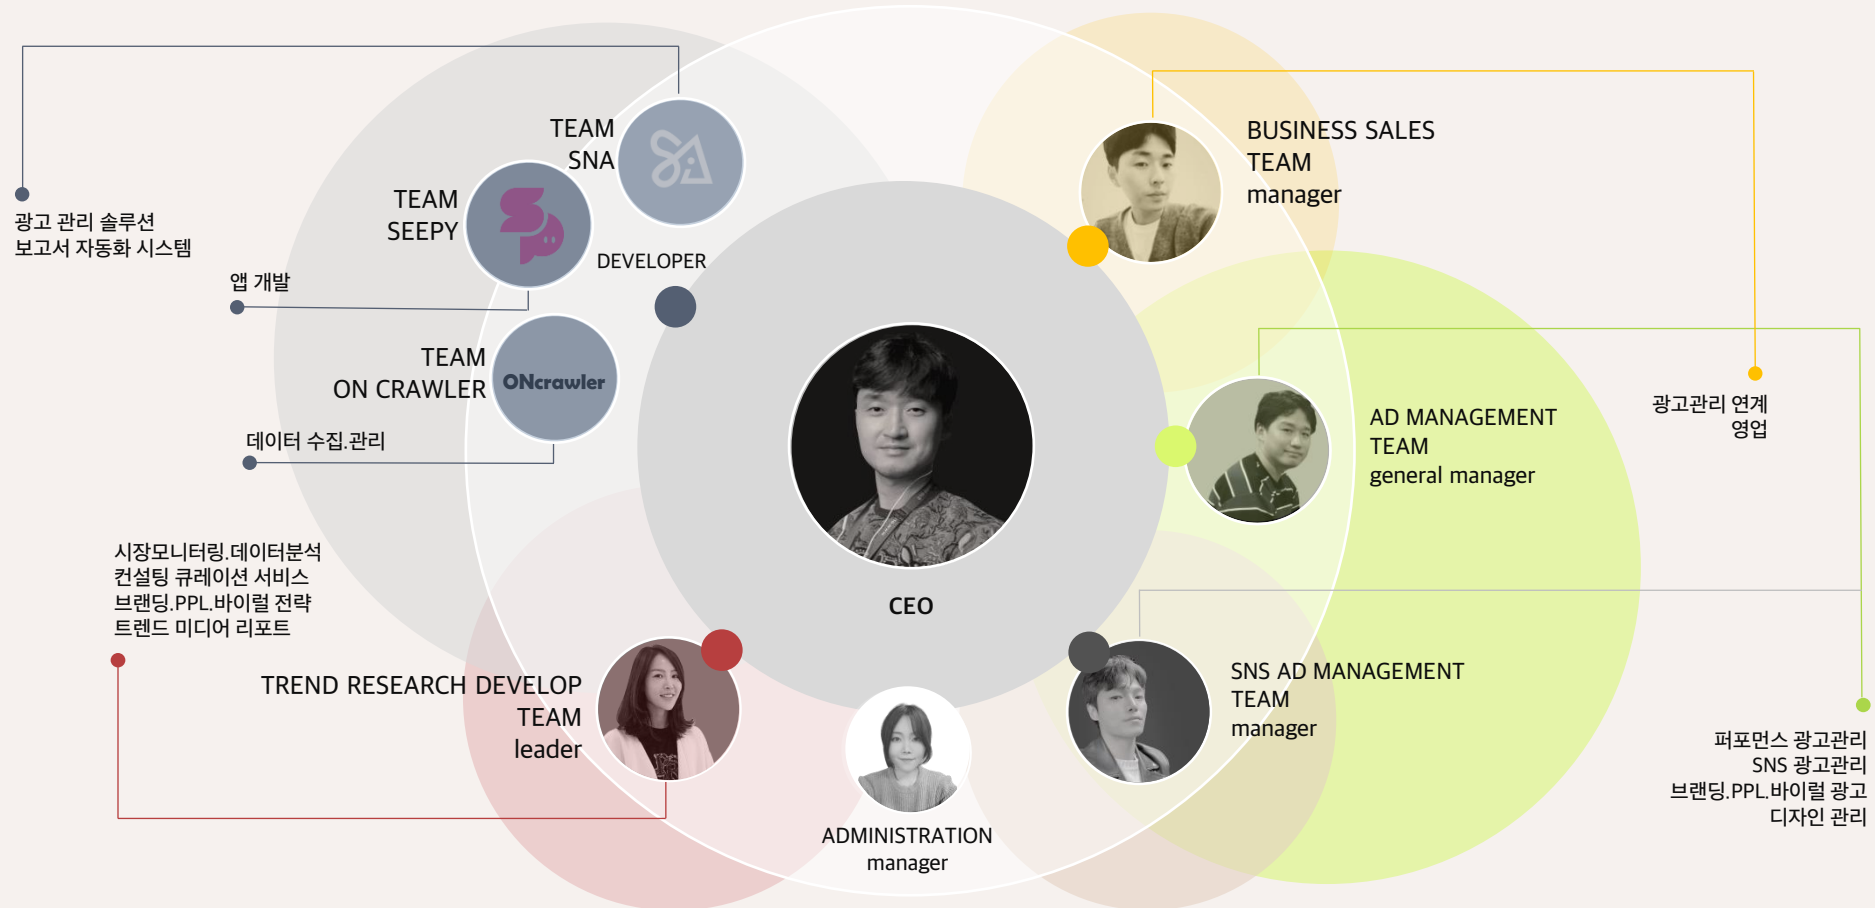 TEAM
SNA
TEAM
SEEPY
DEVELOPER
TEAM
ON CRAWLER
ONcrawler
광고 관리 솔루션
보고서 자동화 시스템
앱 개발
데이터 수집.관리
시장모니터링.데이터분석
컨설팅 큐레이션 서비스
브랜딩.PPL.바이럴 전략
트렌드 미디어 리포트
TREND RESEARCH DEVELOP
TEAM
leader
CEO
ADMINISTRATION
manager
BUSINESS SALES
TEAM
manager
광고관리 연계
영업
AD MANAGEMENT
TEAM
general manager
SNS AD MANAGEMENT
TEAM
manager
퍼포먼스 광고관리
SNS 광고관리
브랜딩.PPL.바이럴 광고
디자인 관리